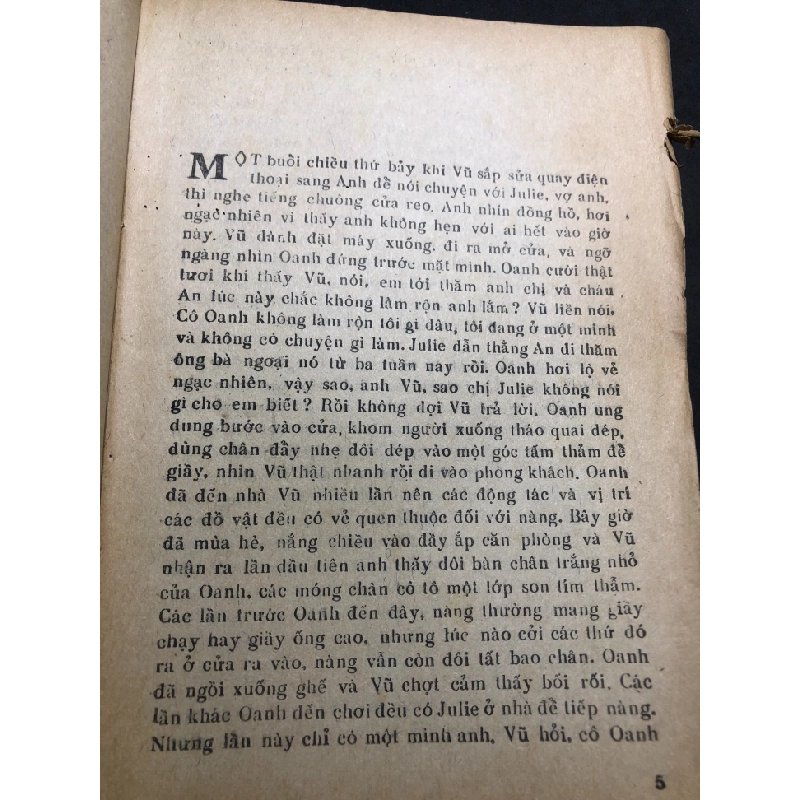 MỘT buổi chiều thứ bảy khi Vũ sắp sửa quay điện
thoại sang Anh để nói chuyện với Julie, vợ anh,
thì nghe tiếng chuông cửa reo. Anh nhìn đồng hồ, hơi
ngạc nhiên vì thấy anh không hẹn với ai hết vào giờ
này. Vũ đành đặt máy xuống, đi ra mở cửa, và ngỡ
ngàng nhìn Oanh đứng trước mặt mình. Oanh cười thật
tươi khi thấy Vũ, nói, em tới thăm anh chị và cháu
An lúc này chắc không làm rộn anh lắm? Vũ liền nói.
Cô Oanh không làm rộn tôi gì đâu, tôi đang ở một mình
và không có chuyện gì làm. Julie dẫn thằng An đi thăm
ông bà ngoại nó từ ba tuần nay rồi. Oanh hơi lộ vẻ
ngạc nhiên, vậy sao, anh Vũ, sao chị Julie không nói
gì cho em biết? Rồi không đợi Vũ trả lời, Oanh ung
dung bước vào cửa, khom người xuống tháo quai dép,
dùng chân đẩy nhẹ đôi dép vào một góc tấm thảm để
giầy, nhìn Vũ thật nhanh rồi đi vào phòng khách. Oanh
đã đến nhà Vũ nhiều lần nên các động tác và vị trí
các đồ vật đều có vẻ quen thuộc đối với nàng. Bây giờ
đã mùa hè, nắng chiều vào đầy ắp căn phòng và Vũ
nhận ra lần đầu tiên anh thấy đôi bàn chân trắng nhỏ
của Oanh, các móng chân có tô một lớp son tím thẫm.
Các lần trước Oanh đến đây, nàng thường mang giầy
chạy hay giầy ống cao, nhưng lúc nào cởi các thứ đó
ra ở cửa ra vào, nàng vẫn còn đôi tất bao chân. Oanh
đã ngồi xuống ghế và Vũ chợt cảm thấy bối rối. Các
lần khác Oanh đến chơi đều có Julie ở nhà để tiếp nàng.
Nhưng lần này chỉ có một mình anh. Vũ hỏi, cô Oanh
5